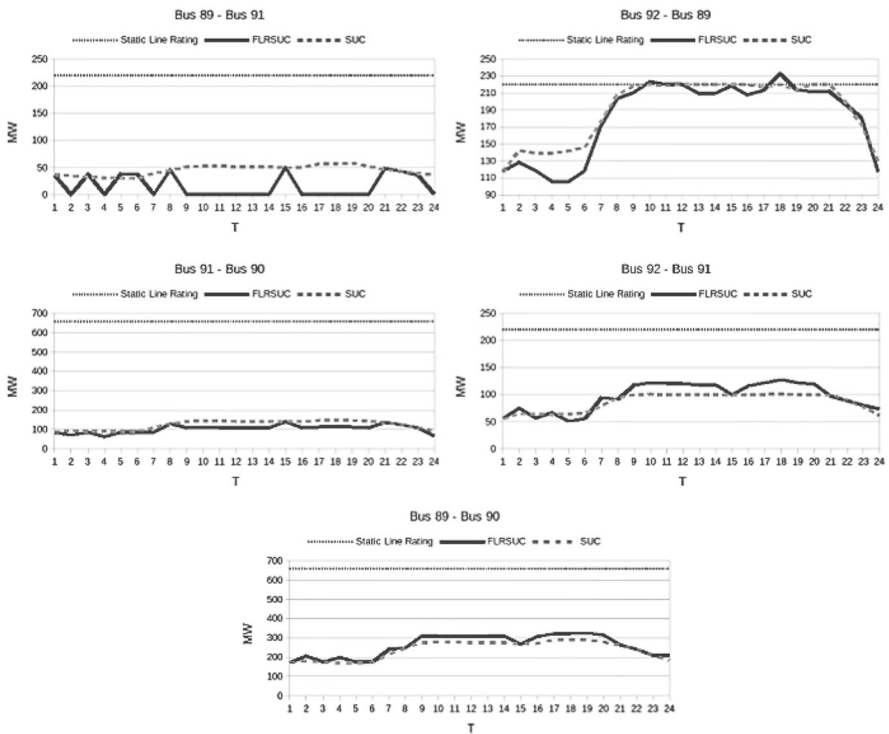 Bus 89 - Bus 91
Static Line Rating FLRSUC SUC
250
200
150
100
50
0
MW
1 2 3 4 5 6 7 8 9 10 11 12 13 14 15 16 17 18 19 20 21 22 23 24
T
Bus 92 - Bus 89
Static Line Rating FLRSUC SUC
250
230
210
190
170
150
130
110
90
MW
1 2 3 4 5 6 7 8 9 10 11 12 13 14 15 16 17 18 19 20 21 22 23 24
T
Bus 91 - Bus 90
Static Line Rating FLRSUC SUC
700
600
500
400
300
200
100
0
MW
1 2 3 4 5 6 7 8 9 10 11 12 13 14 15 16 17 18 19 20 21 22 23 24
T
Bus 92 - Bus 91
Static Line Rating FLRSUC SUC
250
200
150
100
50
0
MW
1 2 3 4 5 6 7 8 9 10 11 12 13 14 15 16 17 18 19 20 21 22 23 24
T
Bus 89 - Bus 90
Static Line Rating FLRSUC SUC
700
600
500
400
300
200
100
0
MW
1 2 3 4 5 6 7 8 9 10 11 12 13 14 15 16 17 18 19 20 21 22 23 24
T